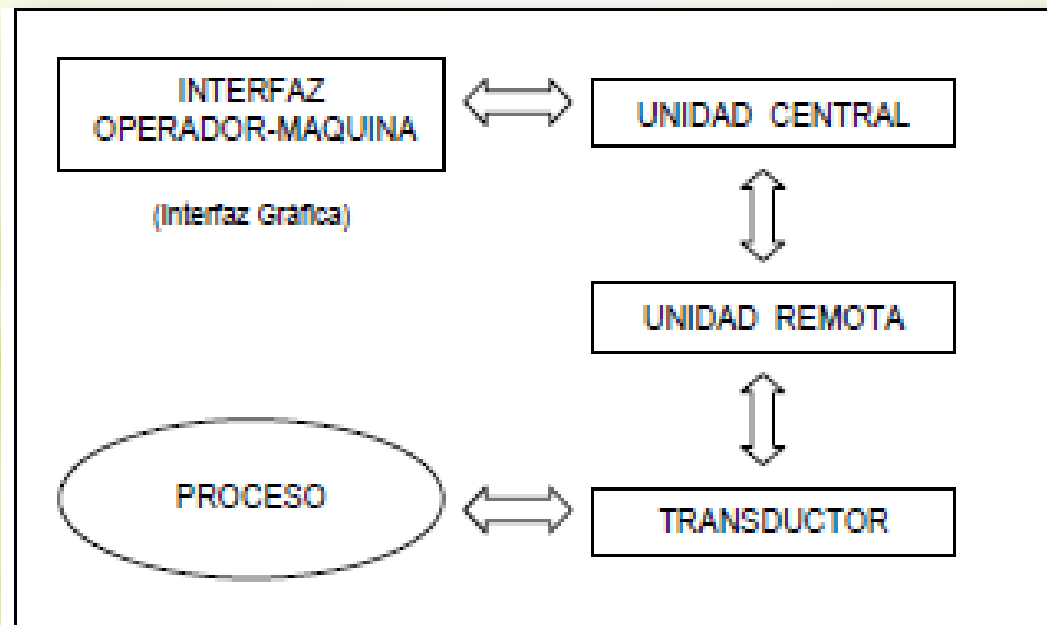 INTERFAZ
OPERADOR-MAQUINA
UNIDAD CENTRAL
(Interfaz Gráfica)
UNIDAD REMOTA
PROCESO
TRANSDUCTOR